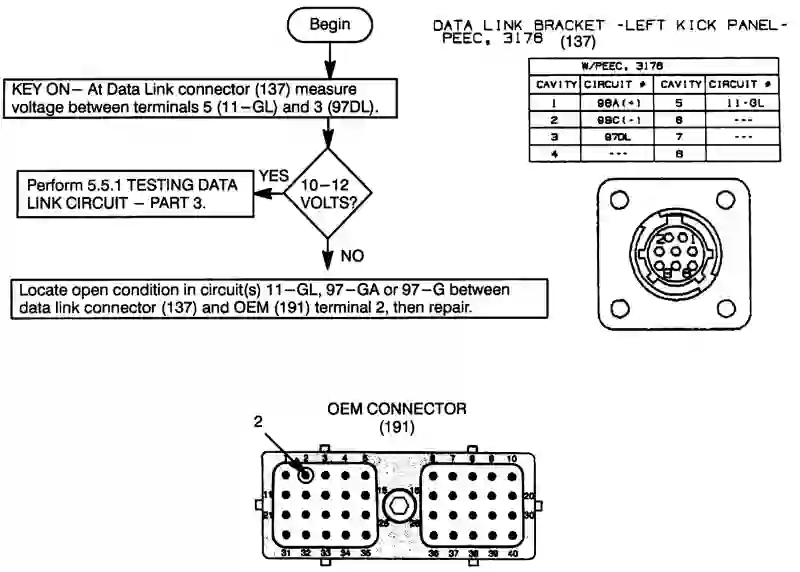 Begin
DATA LINK BRACKET -LEFT KICK PANEL-
PEEC, 3176 (137)
KEY ON— At Data Link connector (137) measure
voltage between terminals 5 (11—GL) and 3 (97DL).
W/PEEC, 3176
CAVITY CIRCUIT # CAVITY CIRCUIT #
1 98A(+) 5 11-GL
2 98C(-) 6 ---
3 97DL 7 ---
4 --- 8
10—12
VOLTS?
YES
Perform 5.5.1 TESTING DATA
LINK CIRCUIT — PART 3.
NO
Locate open condition in circuit(s) 11—GL, 97-GA or 97-G between
data link connector (137) and OEM (191) terminal 2, then repair.
2 1
OEM CONNECTOR
(191)
2
1 2 3 4 5 6 7 8 9 10
15 16
11 20
21 30
25 26
31 32 33 34 35 36 37 38 39 40